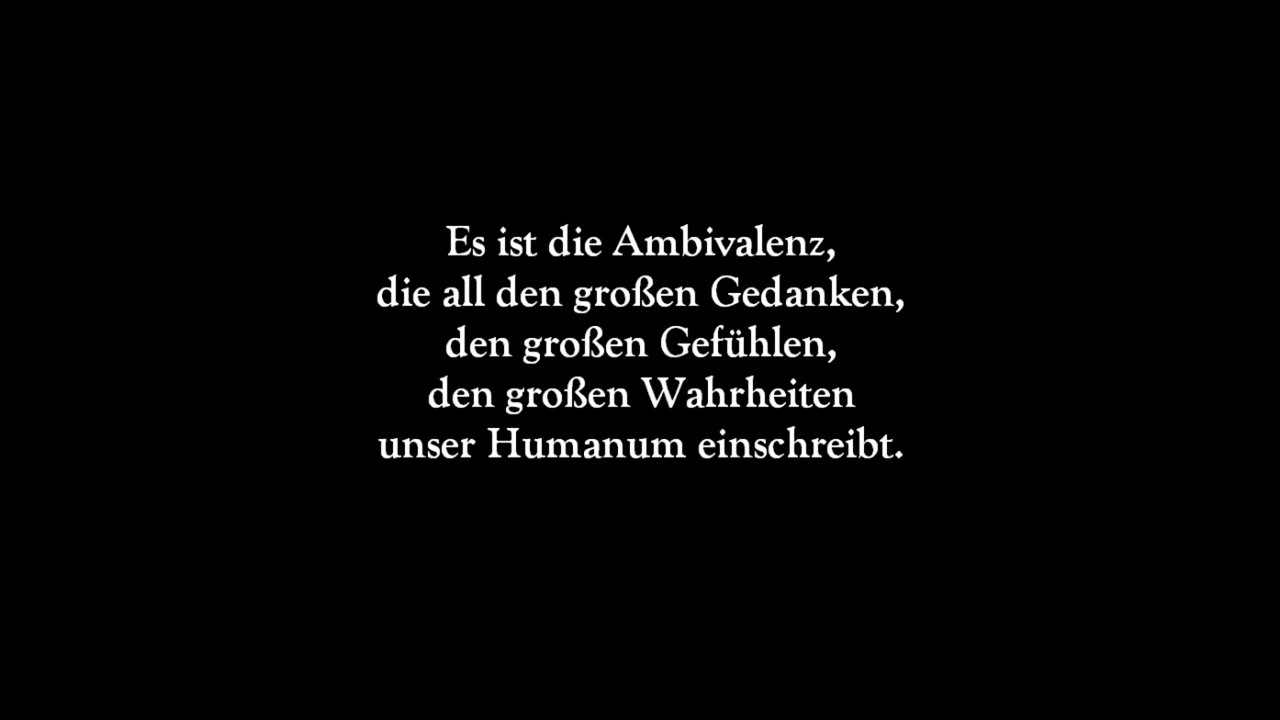 Es ist die Ambivalenz,
die all den großen Gedanken,
den großen Gefühlen,
den großen Wahrheiten
unser Humanum einschreibt.